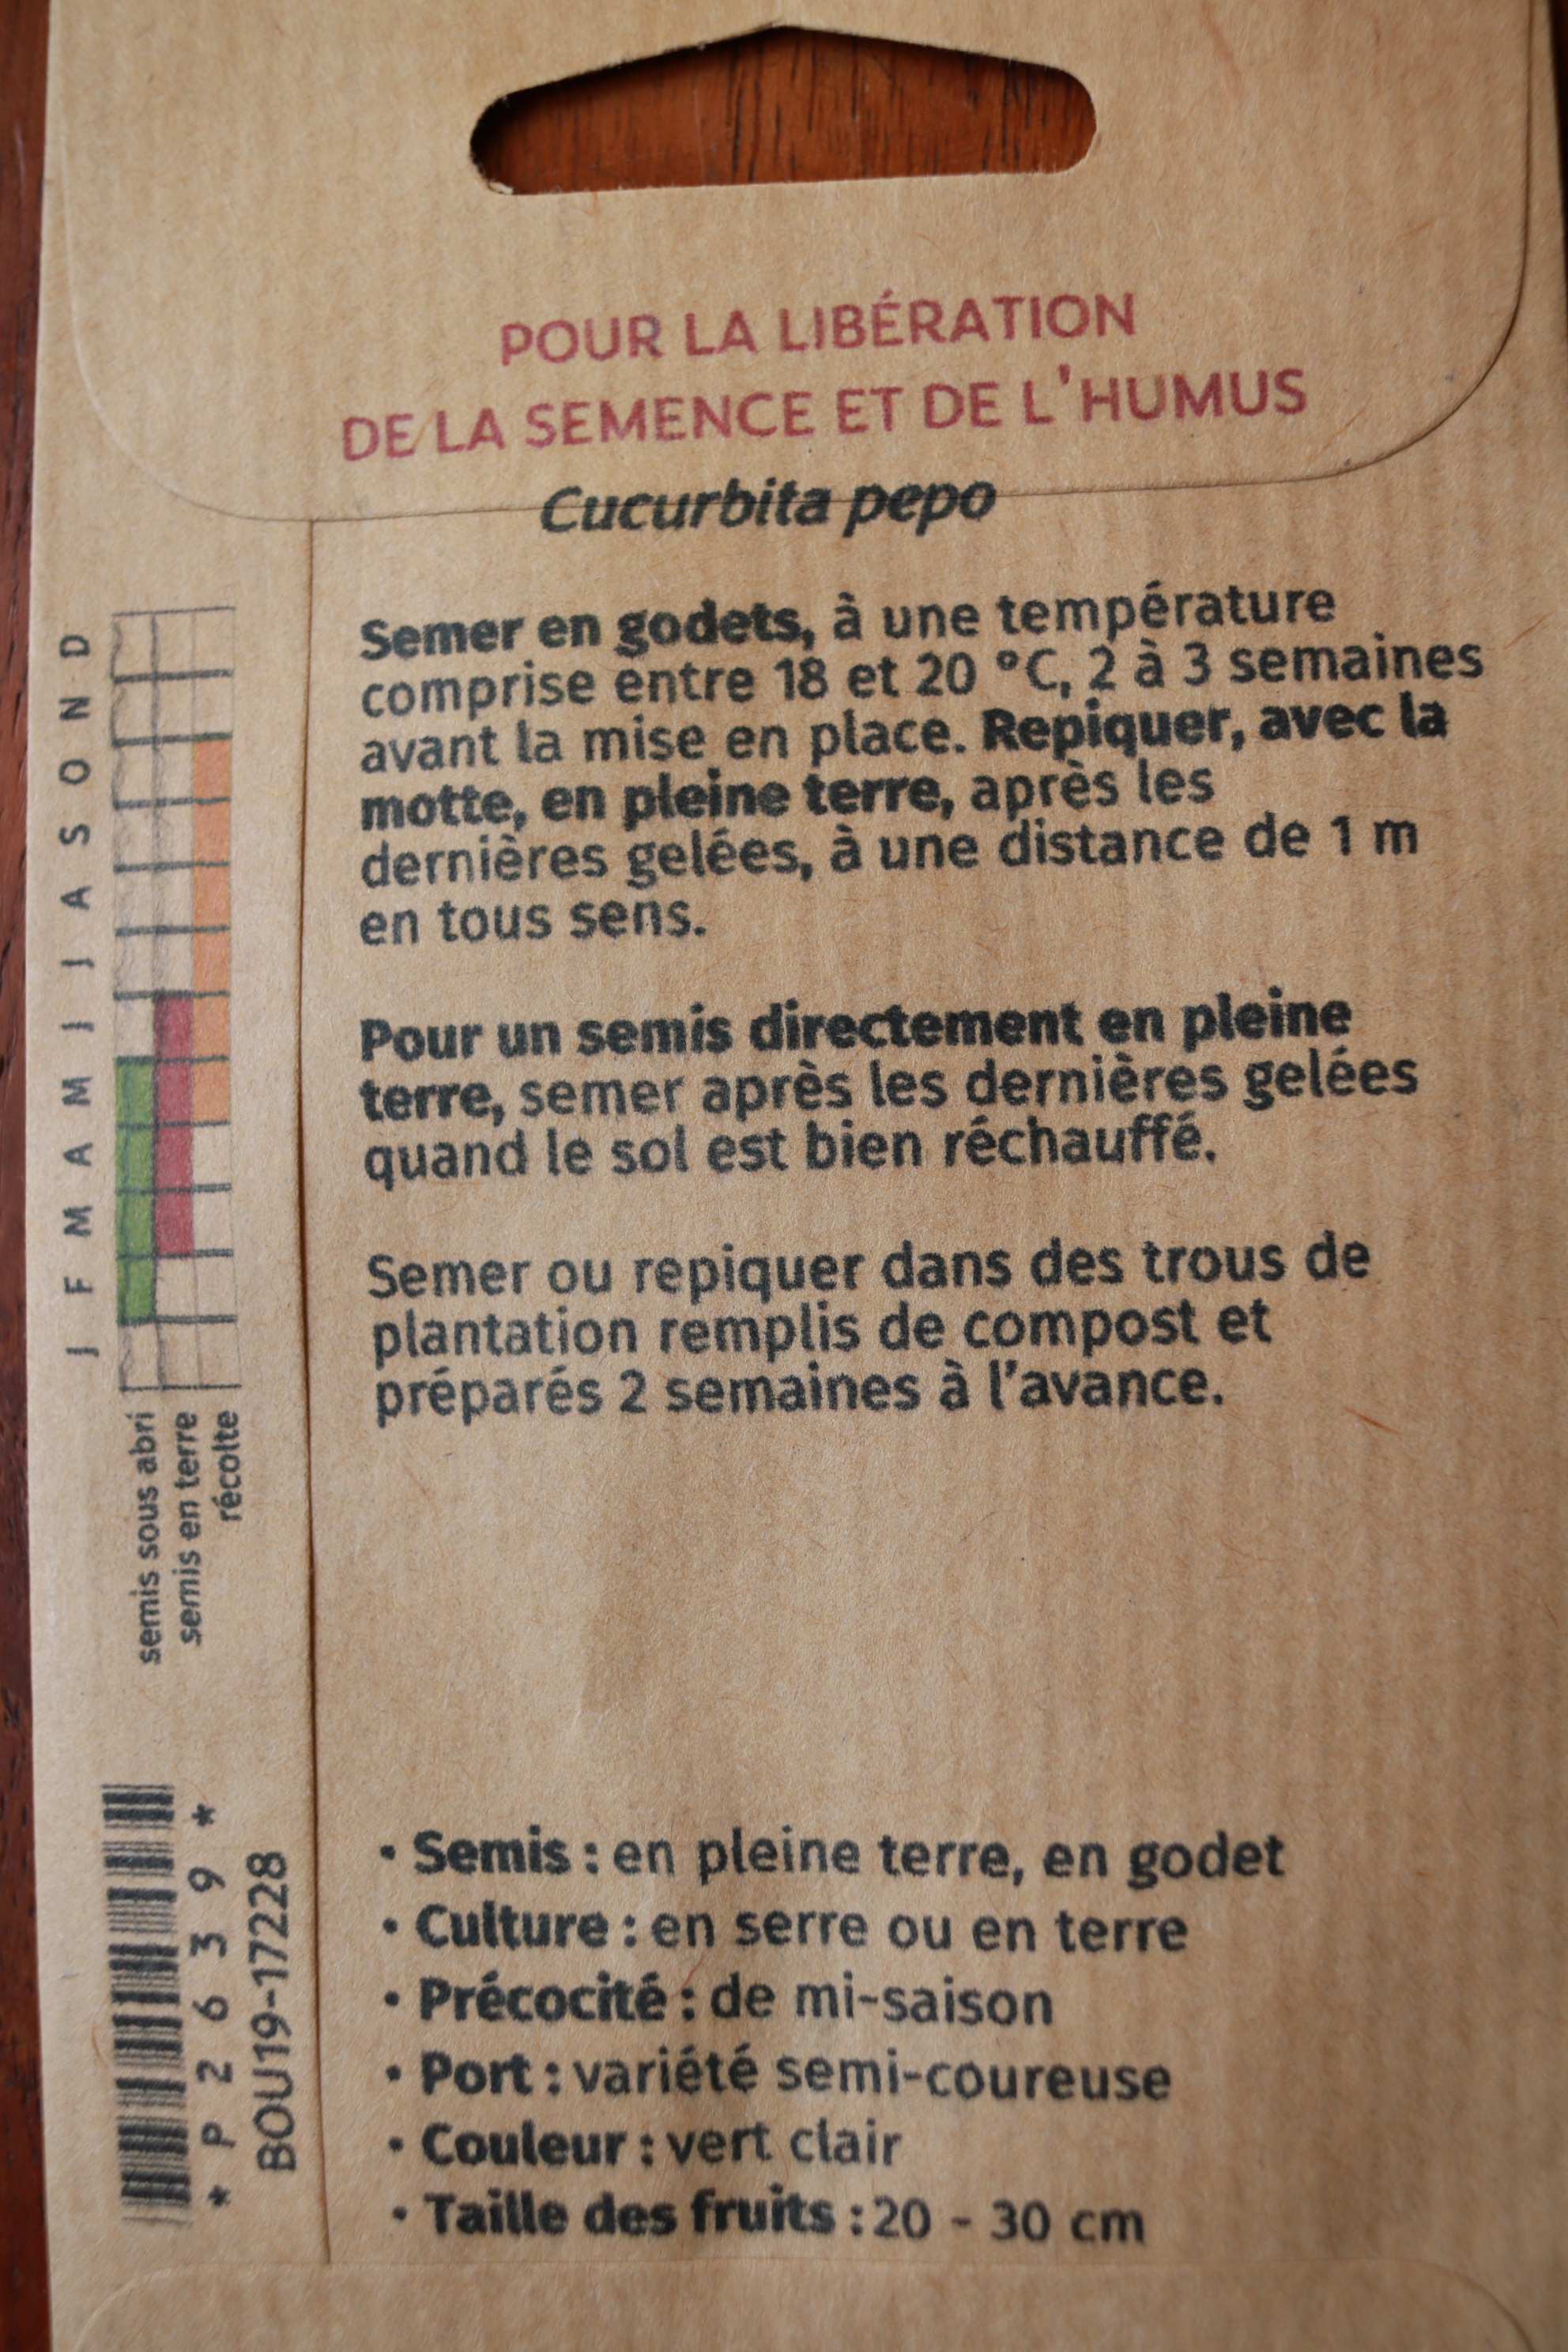 POUR LA LIBÉRATION
DE LA SEMENCE ET DE L'HUMUS
Cucurbita pepo
Semer en godets, à une température
comprise entre 18 et 20 °C, 2 à 3 semaines
avant la mise en place. Repiquer, avec la
motte, en pleine terre, après les
dernières gelées, à une distance de 1 m
en tous sens.
Pour un semis directement en pleine
terre, semer après les dernières gelées
quand le sol est bien réchauffé.
Semer ou repiquer dans des trous de
plantation remplis de compost et
préparés 2 semaines à l'avance.
• Semis : en pleine terre, en godet
• Culture : en serre ou en terre
• Précocité : de mi-saison
• Port : variété semi-coureuse
• Couleur : vert clair
• Taille des fruits : 20 - 30 cm
J F M A M J J A S O N D
semis sous abri
semis en terre
récolte
* P 2 6 3 9 *
BOU19-17228